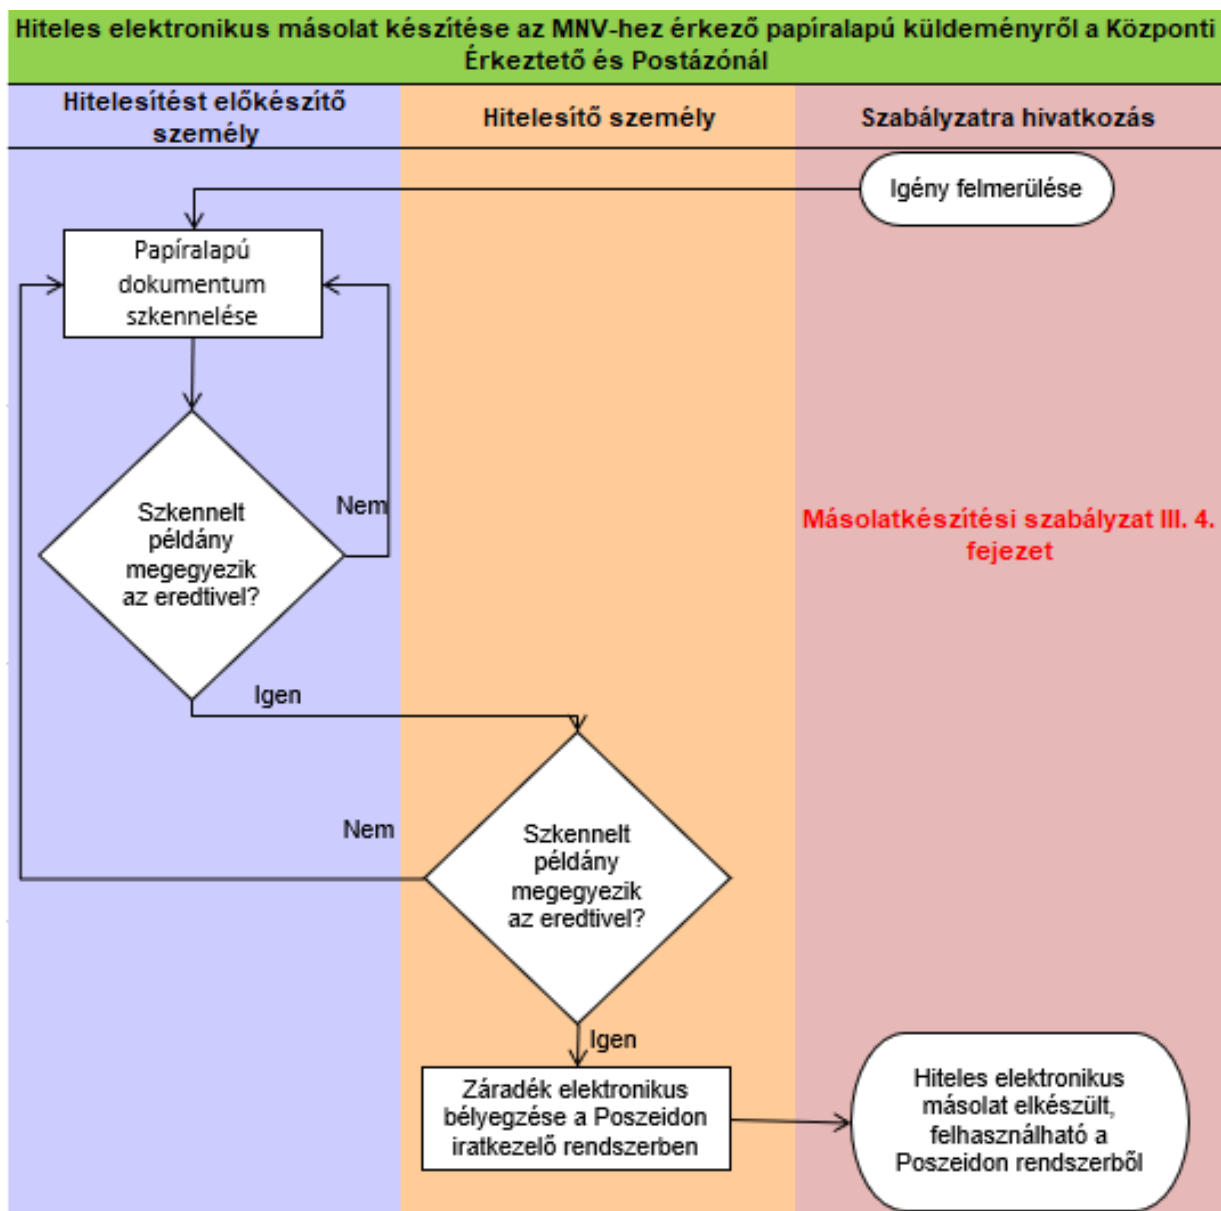 Hiteles elektronikus másolat készítése az MNV-hez érkező papíralapú küldeményről a Központi
Érkeztető és Postázónál
Hitelesítést előkészítő
személy
Hitelesítő személy
Szabályzatra hivatkozás
Igény felmerülése
Papíralapú
dokumentum
szkennelése
Nem
Szkennelt
példány
megegyezik
az eredtivel?
Másolatkészítési szabályzat III. 4.
fejezet
Igen
Nem
Szkennelt
példány
megegyezik
az eredtivel?
Igen
Záradék elektronikus
bélyegzése a Poszeidon
iratkezelő rendszerben
Hiteles elektronikus
másolat elkészült,
felhasználható a
Poszeidon rendszerből